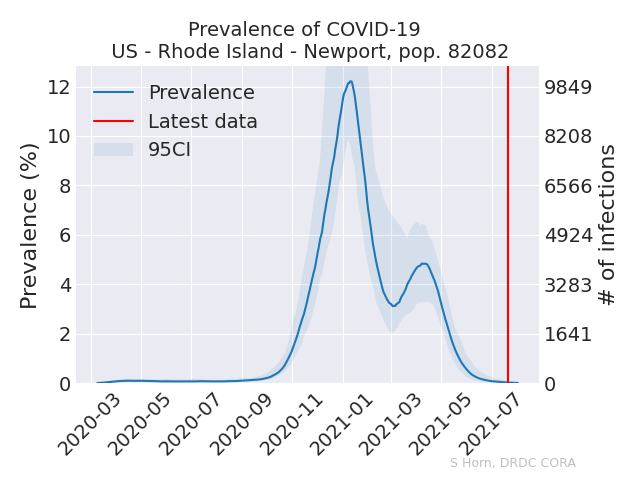 Prevalence of COVID-19
US - Rhode Island - Newport, pop. 82082
Prevalence
Latest data
95CI
Prevalence (%)
12
10
8
6
4
2
0
9849
8208
6566
4924
3283
1641
0
# of infections
2020-03
2020-05
2020-07
2020-09
2020-11
2021-01
2021-03
2021-05
2021-07
S Horn, DRDC CORA